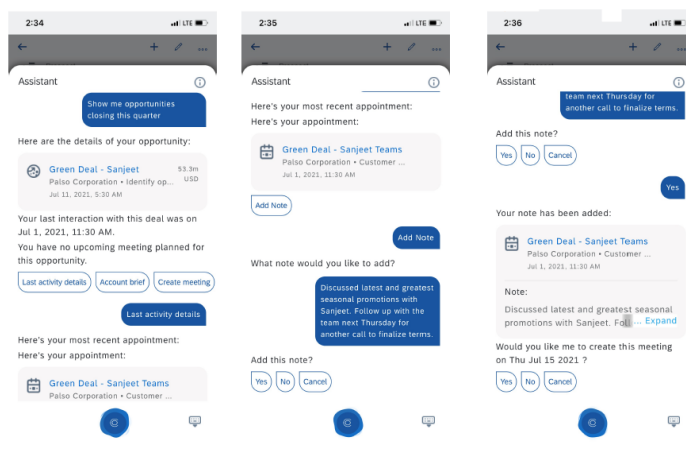 2:34
LTE
Assistant
Show me opportunities
closing this quarter
Here are the details of your opportunity:
Green Deal - Sanjeet
53.3m
USD
Palso Corporation • Identify op...
Jul 11, 2021, 5:30 AM
Your last interaction with this deal was on
Jul 1, 2021, 11:30 AM.
You have no upcoming meeting planned for
this opportunity.
Last activity details
Account brief
Create meeting
Last activity details
Here's your most recent appointment:
Here's your appointment:
Green Deal - Sanjeet Teams
Palso Corporation • Customer ...
2:35
LTE
Assistant
Here's your most recent appointment:
Here's your appointment:
Green Deal - Sanjeet Teams
Palso Corporation • Customer ...
Jul 1, 2021, 11:30 AM
Add Note
Add Note
What note would you like to add?
Discussed latest and greatest
seasonal promotions with
Sanjeet. Follow up with the
team next Thursday for
another call to finalize terms.
Add this note?
Yes
No
Cancel
2:36
LTE
Assistant
team next Thursday for
another call to finalize terms.
Add this note?
Yes
No
Cancel
Yes
Your note has been added:
Green Deal - Sanjeet Teams
Palso Corporation • Customer ...
Jul 1, 2021, 11:30 AM
Note:
Discussed latest and greatest seasonal
promotions with Sanjeet. Foll ... Expand
Would you like me to create this meeting
on Thu Jul 15 2021 ?
Yes
No
Cancel